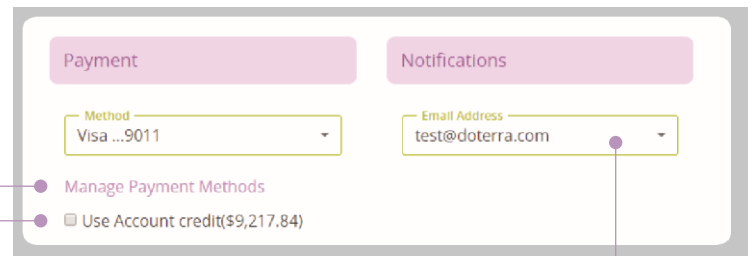 Payment
Notifications
Method
Visa ...9011
Email Address
test@doterra.com
Manage Payment Methods
Use Account credit($9,217.84)